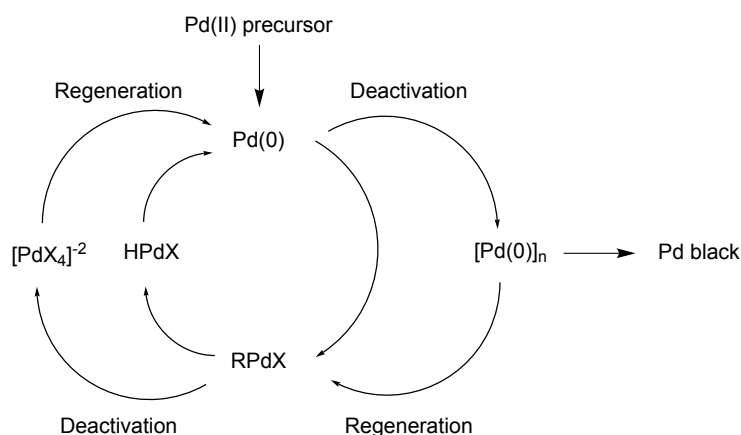 Pd(II) precursor
Regeneration
Deactivation
Pd(0)
[PdX₄]⁻²
HPdX
[Pd(0)]ₙ
Pd black
RPdX
Deactivation
Regeneration